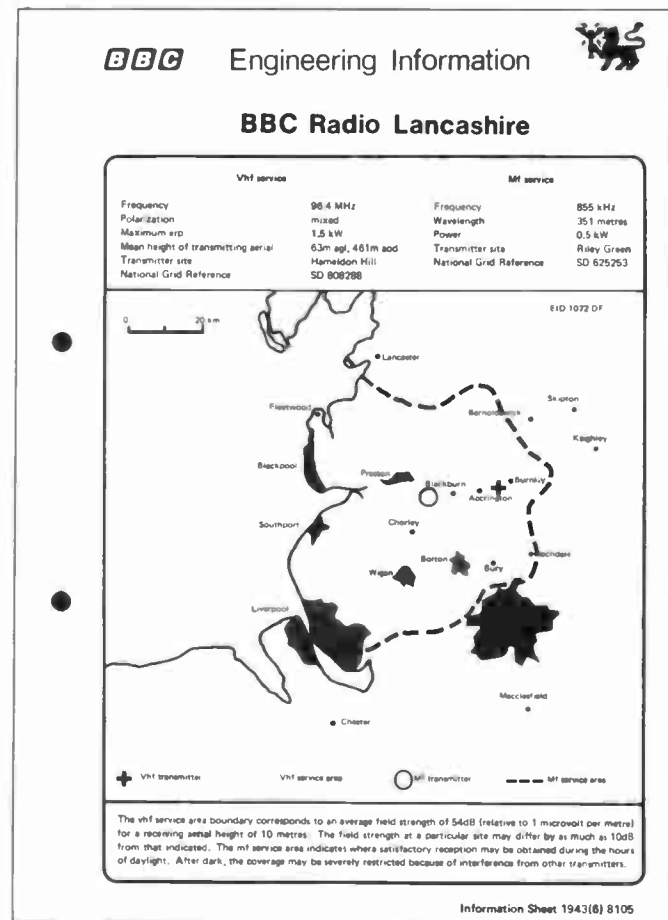 BBC Engineering Information
BBC Radio Lancashire
Vhf service
Frequency 96.4 MHz
Polarization mixed
Maximum erp 1.5 kW
Mean height of transmitting aerial 63m agl, 461m aod
Transmitter site Hameldon Hill
National Grid Reference SD 808288
Mf service
Frequency 855 kHz
Wavelength 351 metres
Power 0.5 kW
Transmitter site Riley Green
National Grid Reference SD 625253
EID 1072 DF
0 20 km
Lancaster
Skipton
Fleetwood
Barnoldswick
Keighley
Blackpool
Preston
Blackburn
Burnley
Accrington
Southport
Chorley
Rochdale
Bolton
Bury
Wigan
Liverpool
Macclesfield
Chester
Vhf transmitter
Vhf service area
Mf transmitter
Mf service area
The vhf service area boundary corresponds to an average field strength of 54dB (relative to 1 microvolt per metre)
for a receiving aerial height of 10 metres. The field strength at a particular site may differ by as much as 10dB
from that indicated. The mf service area indicates where satisfactory reception may be obtained during the hours
of daylight. After dark, the coverage may be severely restricted because of interference from other transmitters.
Information Sheet 1943(6) 8105